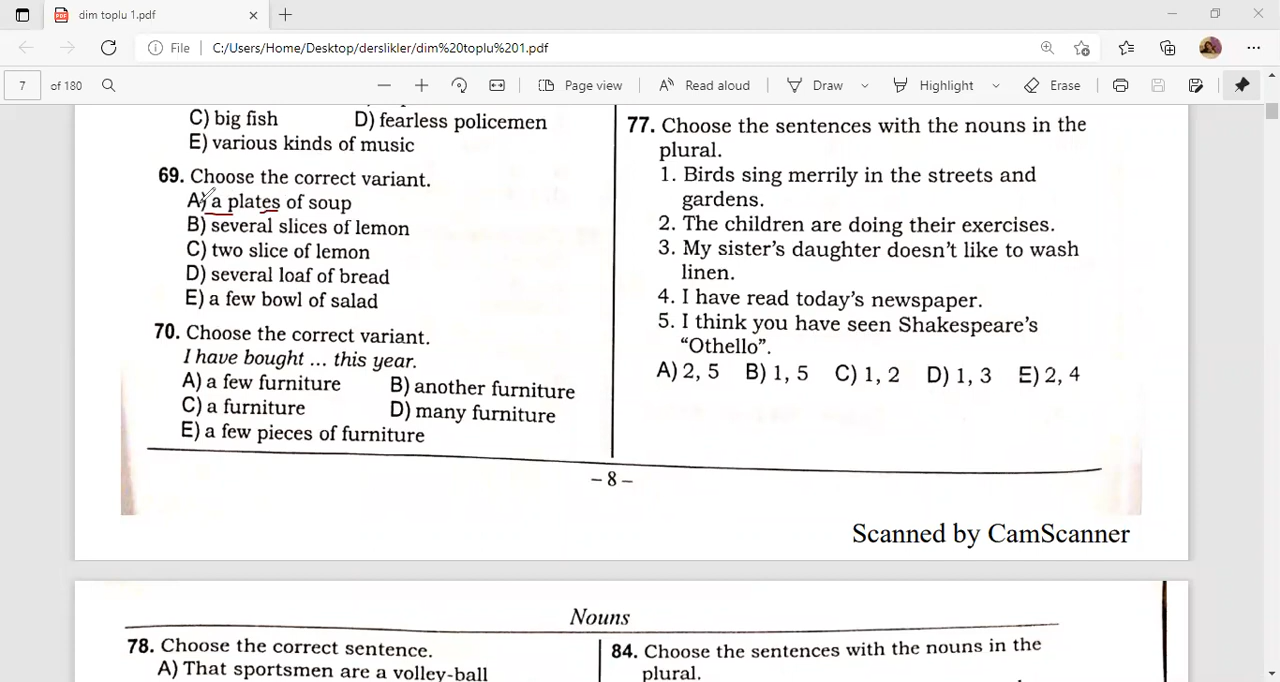 dim toplu 1.pdf
File
C:/Users/Home/Desktop/derslikler/dim%20toplu%201.pdf
7 of 180
Page view
Read aloud
Draw
Highlight
Erase
C) big fish D) fearless policemen
E) various kinds of music
69. Choose the correct variant.
A) a plates of soup
B) several slices of lemon
C) two slice of lemon
D) several loaf of bread
E) a few bowl of salad
70. Choose the correct variant.
I have bought ... this year.
A) a few furniture B) another furniture
C) a furniture D) many furniture
E) a few pieces of furniture
77. Choose the sentences with the nouns in the
plural.
1. Birds sing merrily in the streets and
gardens.
2. The children are doing their exercises.
3. My sister's daughter doesn't like to wash
linen.
4. I have read today's newspaper.
5. I think you have seen Shakespeare's
“Othello”.
A) 2, 5 B) 1, 5 C) 1, 2 D) 1, 3 E) 2, 4
– 8 –
Scanned by CamScanner
Nouns
78. Choose the correct sentence.
A) That sportsmen are a volley-ball
84. Choose the sentences with the nouns in the
plural.